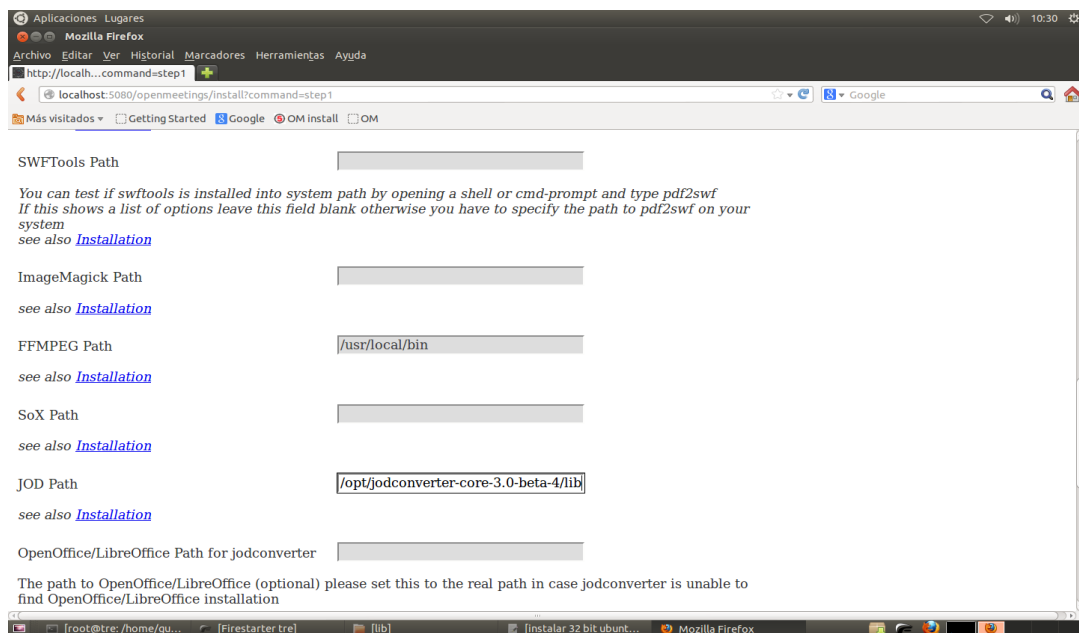 Aplicaciones Lugares
10:30
Mozilla Firefox
Archivo Editar Ver Historial Marcadores Herramientas Ayuda
http://localh...command=step1
localhost:5080/openmeetings/install?command=step1
Google
Más visitados Getting Started Google OM install OM
SWFTools Path
You can test if swftools is installed into system path by opening a shell or cmd-prompt and type pdf2swf
If this shows a list of options leave this field blank otherwise you have to specify the path to pdf2swf on your
system
see also Installation
ImageMagick Path
see also Installation
FFMPEG Path /usr/local/bin
see also Installation
SoX Path
see also Installation
JOD Path /opt/jodconverter-core-3.0-beta-4/lib
see also Installation
OpenOffice/LibreOffice Path for jodconverter
The path to OpenOffice/LibreOffice (optional) please set this to the real path in case jodconverter is unable to
find OpenOffice/LibreOffice installation
[root@tre: /home/gu... [Firestarter tre] [lib] [instalar 32 bit ubunt... Mozilla Firefox